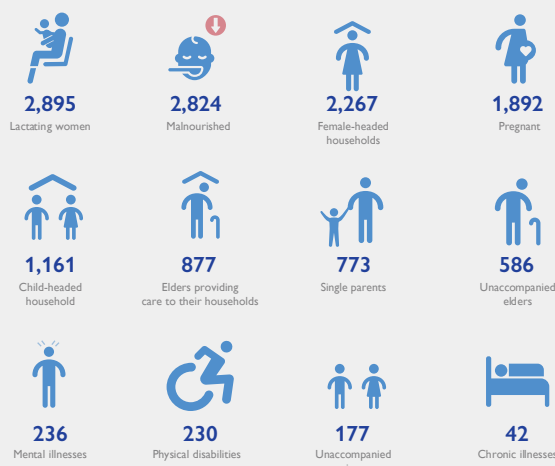 2,895
Lactating women
2,824
Malnourished
2,267
Female-headed
households
1,892
Pregnant
1,161
Child-headed
household
877
Elders providing
care to their households
773
Single parents
586
Unaccompanied
elders
236
Mental illnesses
230
Physical disabilities
177
Unaccompanied
42
Chronic illnesses